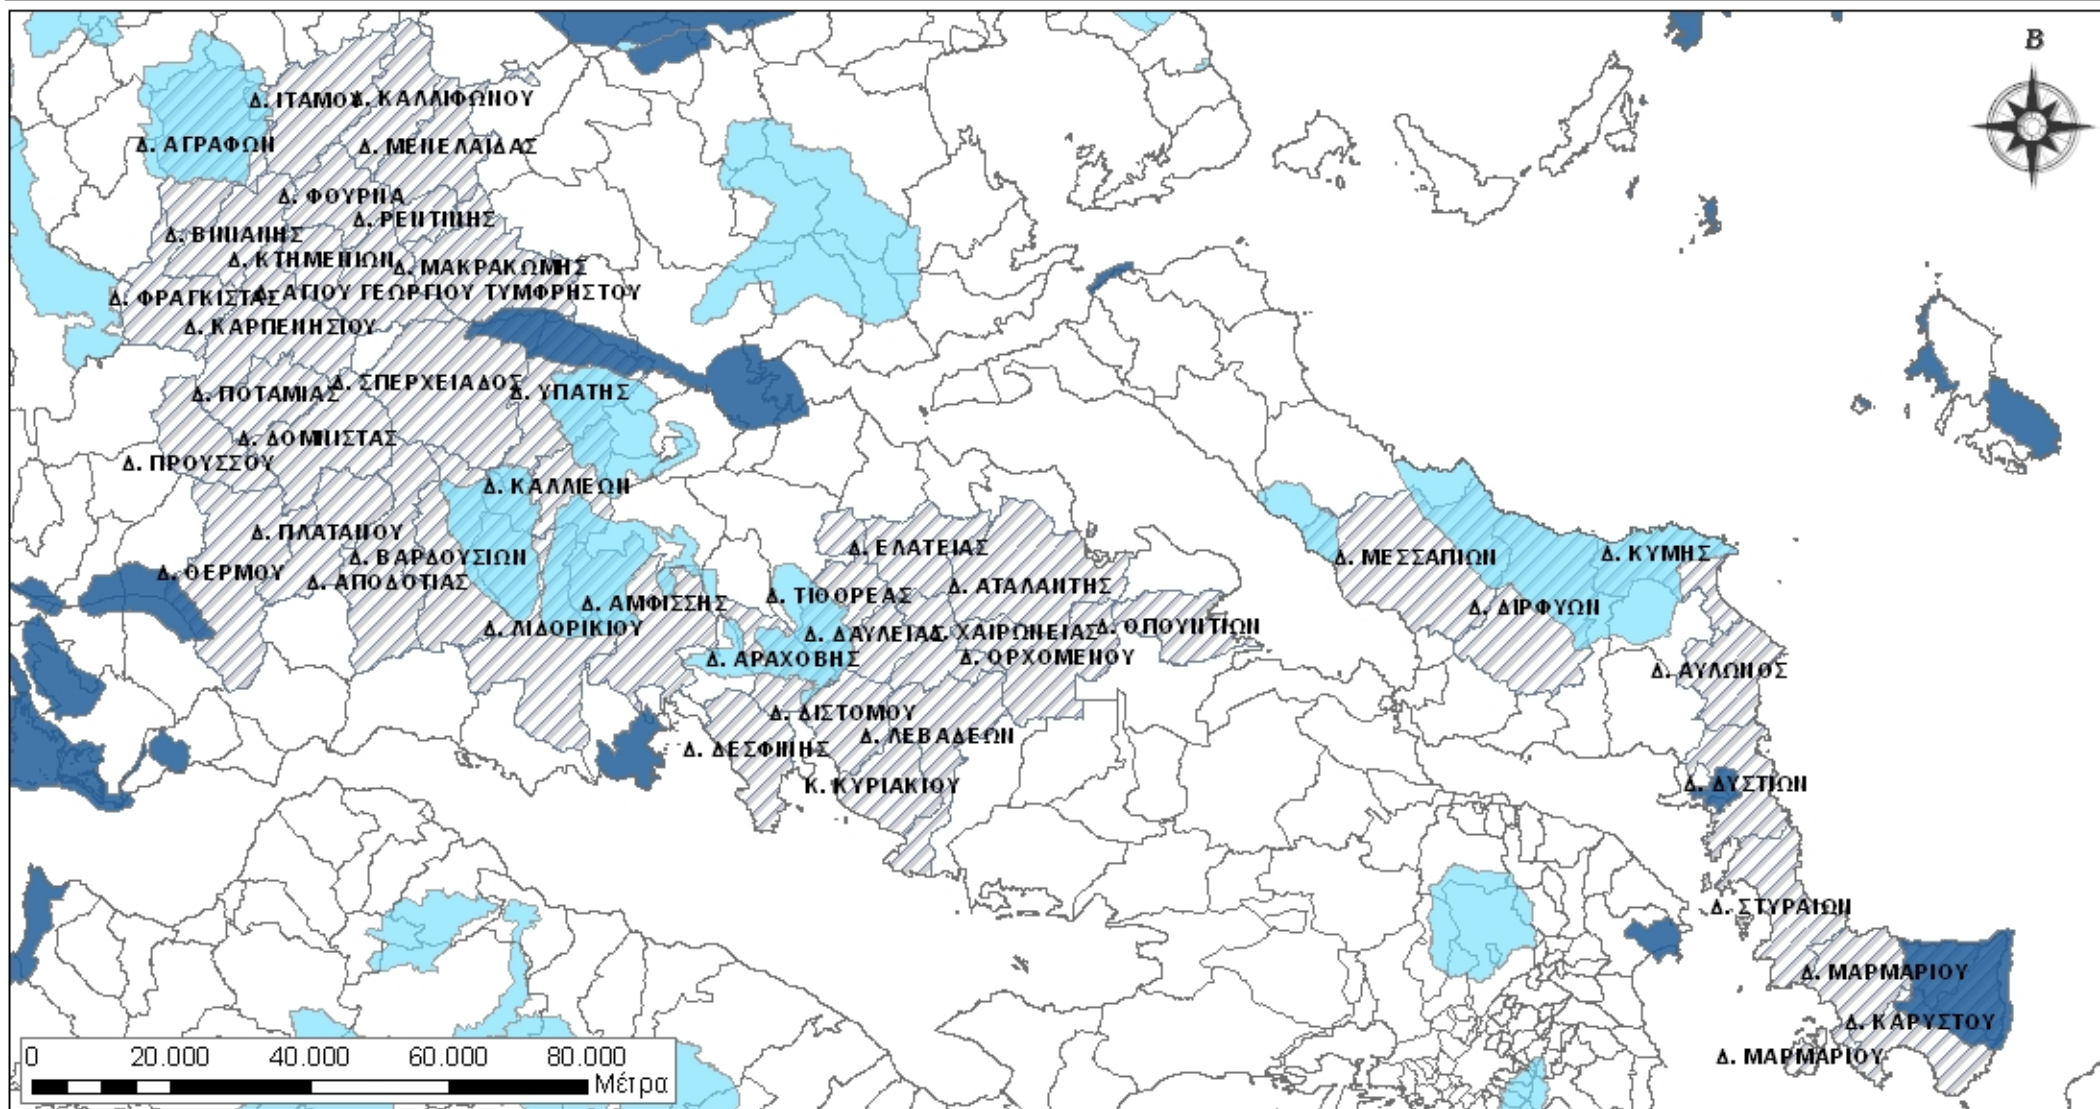 Β
Δ. ΙΤΑΜΟΥ
Δ. ΚΑΛΛΙΦΩΝΟΥ
Δ. ΑΓΡΑΦΩΝ
Δ. ΜΕΝΕΛΑΙΔΑΣ
Δ. ΦΟΥΡΝΑ
Δ. ΡΕΝΤΙΝΗΣ
Δ. ΒΙΝΙΑΝΗΣ
Δ. ΚΤΗΜΕΝΙΩΝ
Δ. ΜΑΚΡΑΚΩΜΗΣ
Δ. ΦΡΑΓΚΙΣΤΑΣ
Δ. ΑΓΙΟΥ ΓΕΩΡΓΙΟΥ ΤΥΜΦΡΗΣΤΟΥ
Δ. ΚΑΡΠΕΝΗΣΙΟΥ
Δ. ΠΟΤΑΜΙΑΣ
Δ. ΣΠΕΡΧΕΙΑΔΟΣ
Δ. ΥΠΑΤΗΣ
Δ. ΔΟΜΝΙΣΤΑΣ
Δ. ΠΡΟΥΣΣΟΥ
Δ. ΚΑΛΛΙΕΩΝ
Δ. ΠΛΑΤΑΝΟΥ
Δ. ΒΑΡΔΟΥΣΙΩΝ
Δ. ΘΕΡΜΟΥ
Δ. ΑΠΟΔΟΤΙΑΣ
Δ. ΑΜΦΙΣΣΗΣ
Δ. ΛΙΔΟΡΙΚΙΟΥ
Δ. ΕΛΑΤΕΙΑΣ
Δ. ΑΤΑΛΑΝΤΗΣ
Δ. ΤΙΘΟΡΕΑΣ
Δ. ΔΑΥΛΕΙΑΣ
Δ. ΧΑΙΡΩΝΕΙΑΣ
Δ. ΟΠΟΥΝΤΙΩΝ
Δ. ΑΡΑΧΟΒΗΣ
Δ. ΟΡΧΟΜΕΝΟΥ
Δ. ΔΙΣΤΟΜΟΥ
Δ. ΛΕΒΑΔΕΩΝ
Δ. ΔΕΣΦΙΝΗΣ
Κ. ΚΥΡΙΑΚΙΟΥ
Δ. ΜΕΣΣΑΠΙΩΝ
Δ. ΚΥΜΗΣ
Δ. ΔΙΡΦΥΩΝ
Δ. ΑΥΛΩΝΟΣ
Δ. ΔΥΣΤΙΩΝ
Δ. ΣΤΥΡΑΙΩΝ
Δ. ΜΑΡΜΑΡΙΟΥ
Δ. ΚΑΡΥΣΤΟΥ
Δ. ΜΑΡΜΑΡΙΟΥ
0 20.000 40.000 60.000 80.000
Μέτρα